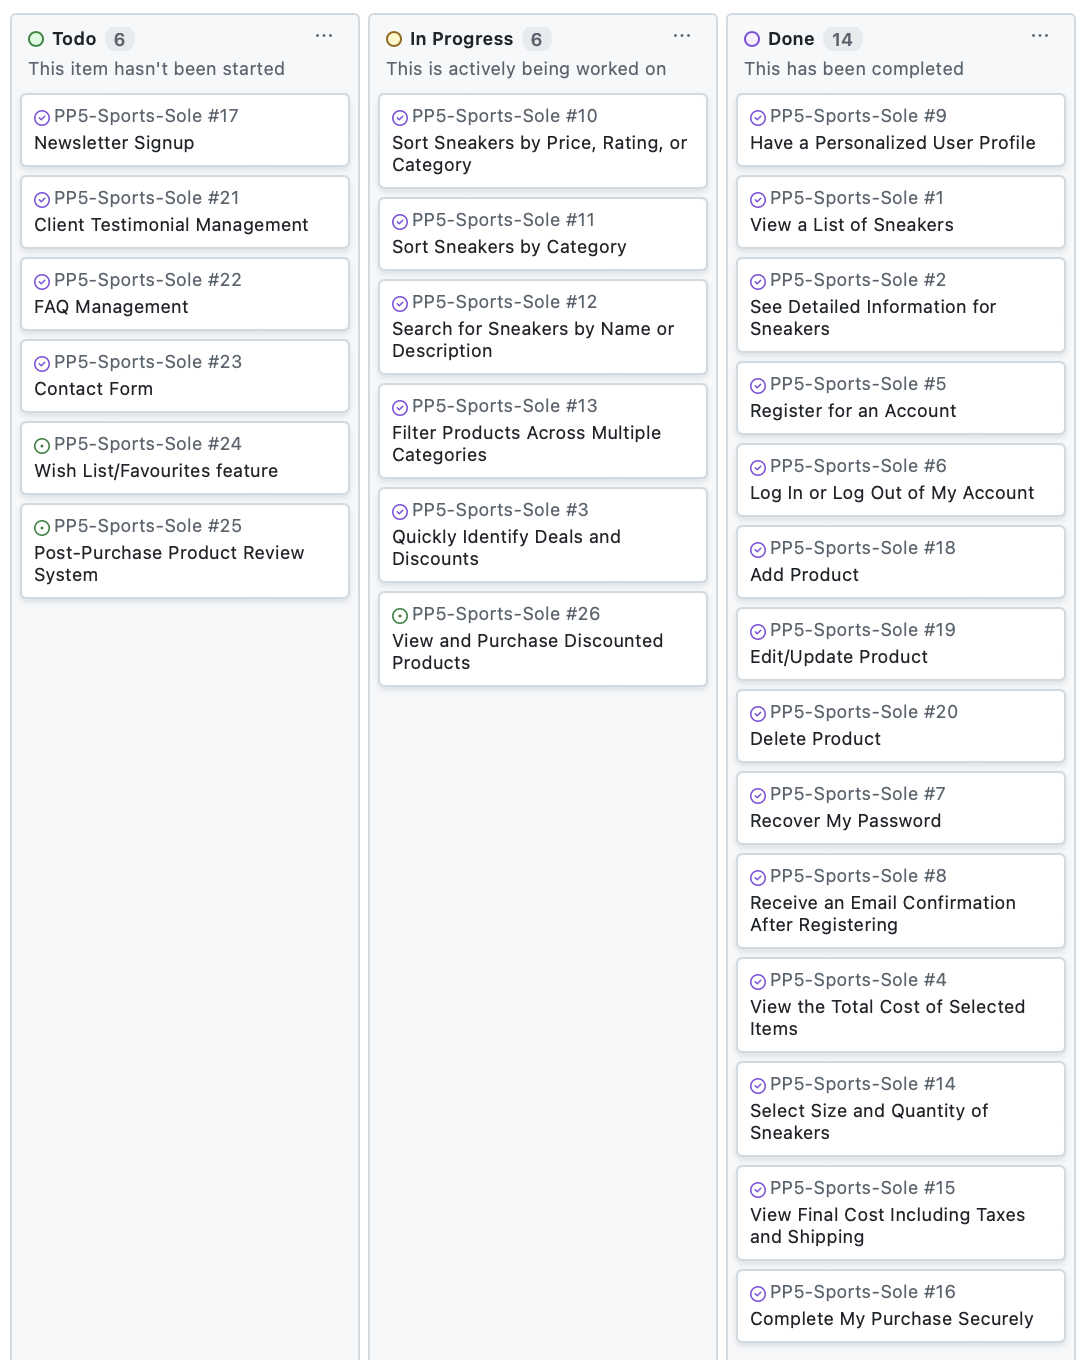 Todo 6
This item hasn't been started
PP5-Sports-Sole #17
Newsletter Signup
PP5-Sports-Sole #21
Client Testimonial Management
PP5-Sports-Sole #22
FAQ Management
PP5-Sports-Sole #23
Contact Form
PP5-Sports-Sole #24
Wish List/Favourites feature
PP5-Sports-Sole #25
Post-Purchase Product Review
System
In Progress 6
This is actively being worked on
PP5-Sports-Sole #10
Sort Sneakers by Price, Rating, or
Category
PP5-Sports-Sole #11
Sort Sneakers by Category
PP5-Sports-Sole #12
Search for Sneakers by Name or
Description
PP5-Sports-Sole #13
Filter Products Across Multiple
Categories
PP5-Sports-Sole #3
Quickly Identify Deals and
Discounts
PP5-Sports-Sole #26
View and Purchase Discounted
Products
Done 14
This has been completed
PP5-Sports-Sole #9
Have a Personalized User Profile
PP5-Sports-Sole #1
View a List of Sneakers
PP5-Sports-Sole #2
See Detailed Information for
Sneakers
PP5-Sports-Sole #5
Register for an Account
PP5-Sports-Sole #6
Log In or Log Out of My Account
PP5-Sports-Sole #18
Add Product
PP5-Sports-Sole #19
Edit/Update Product
PP5-Sports-Sole #20
Delete Product
PP5-Sports-Sole #7
Recover My Password
PP5-Sports-Sole #8
Receive an Email Confirmation
After Registering
PP5-Sports-Sole #4
View the Total Cost of Selected
Items
PP5-Sports-Sole #14
Select Size and Quantity of
Sneakers
PP5-Sports-Sole #15
View Final Cost Including Taxes
and Shipping
PP5-Sports-Sole #16
Complete My Purchase Securely